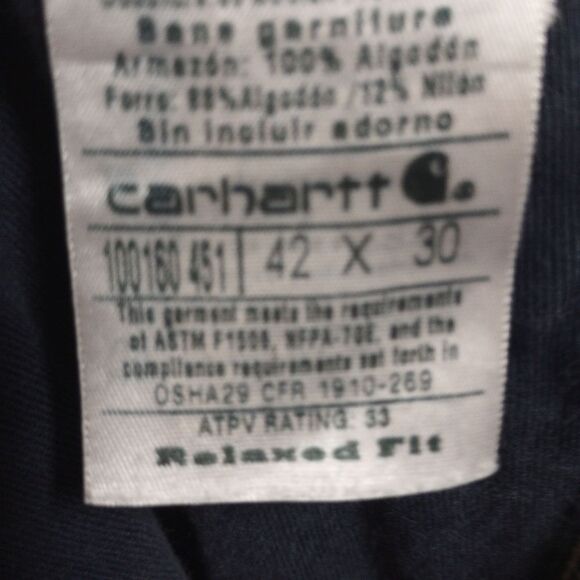 Sans garniture
Armazón: 100% Algodón
Forro: 88% Algodón /12% Nilón
Sin incluir adorno
carhartt
100160 451 42 X 30
This garment meets the requirements
of ASTM F1506, NFPA-70E, and the
compliance requirements set forth in
OSHA29 CFR 1910-269
ATPV RATING: 33
Relaxed Fit